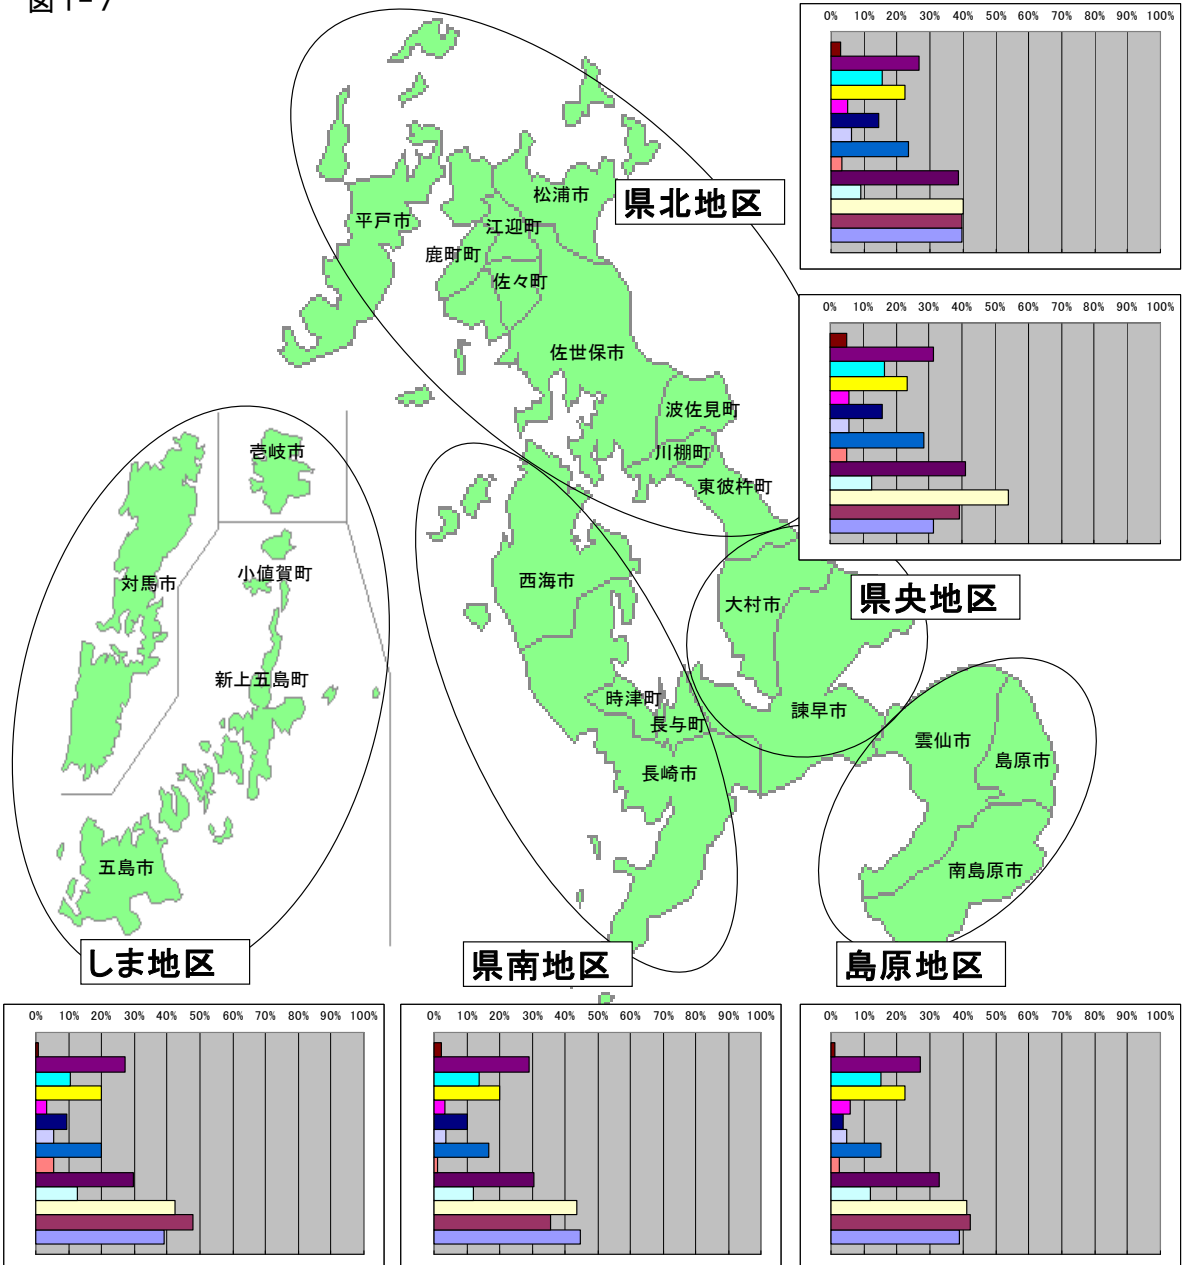 図1-7
0% 10% 20% 30% 40% 50% 60% 70% 80% 90% 100%
松浦市
県北地区
平戸市
江迎町
鹿町町
佐々町
0% 10% 20% 30% 40% 50% 60% 70% 80% 90% 100%
佐世保市
波佐見町
壱岐市
川棚町
東彼杵町
対馬市
小値賀町
西海市
大村市
県央地区
新上五島町
時津町
長与町
諫早市
雲仙市
島原市
長崎市
五島市
南島原市
しま地区
県南地区
島原地区
0% 10% 20% 30% 40% 50% 60% 70% 80% 90% 100%
0% 10% 20% 30% 40% 50% 60% 70% 80% 90% 100%
0% 10% 20% 30% 40% 50% 60% 70% 80% 90% 100%